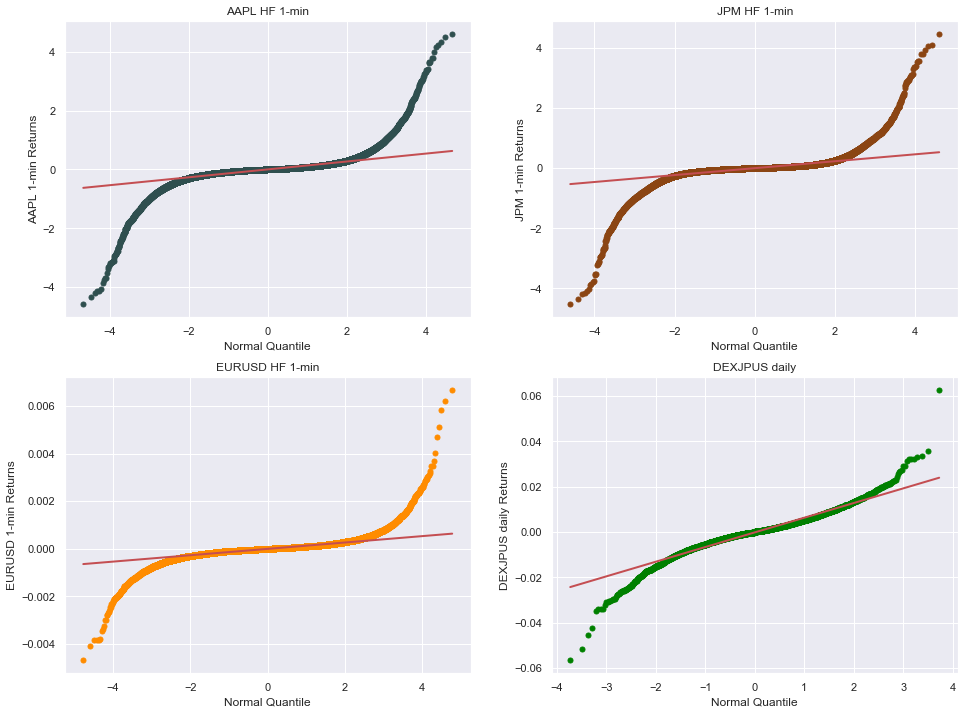 AAPL HF 1-min
4
2
0
−2
−4
AAPL 1-min Returns
−4 −2 0 2 4
Normal Quantile
JPM HF 1-min
4
2
0
−2
−4
JPM 1-min Returns
−4 −2 0 2 4
Normal Quantile
EURUSD HF 1-min
0.006
0.004
0.002
0.000
−0.002
−0.004
EURUSD 1-min Returns
−4 −2 0 2 4
Normal Quantile
DEXJPUS daily
0.06
0.04
0.02
0.00
−0.02
−0.04
−0.06
DEXJPUS daily Returns
−4 −3 −2 −1 0 1 2 3 4
Normal Quantile